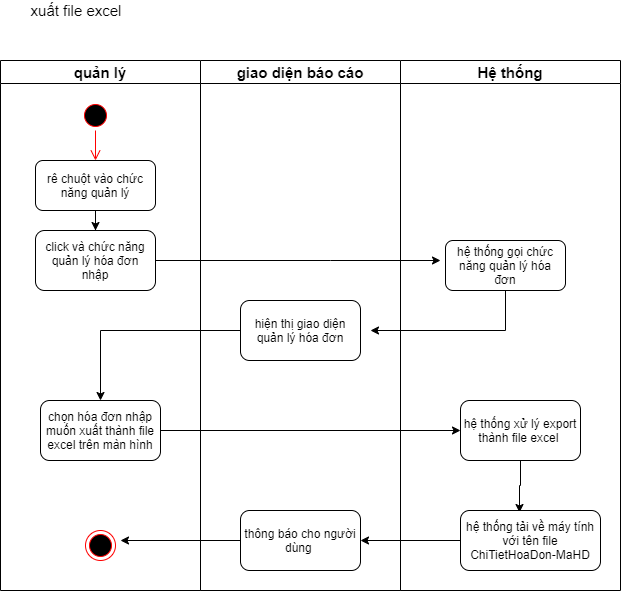 xuất file excel
quản lý
giao diện báo cáo
Hệ thống
rê chuột vào chức
năng quản lý
click và chức năng
quản lý hóa đơn
nhập
hệ thống gọi chức
năng quản lý hóa
đơn
hiện thị giao diện
quản lý hóa đơn
chọn hóa đơn nhập
muốn xuất thành file
excel trên màn hình
hệ thống xử lý export
thành file excel
hệ thống tải về máy tính
với tên file
ChiTietHoaDon-MaHD
thông báo cho người
dùng